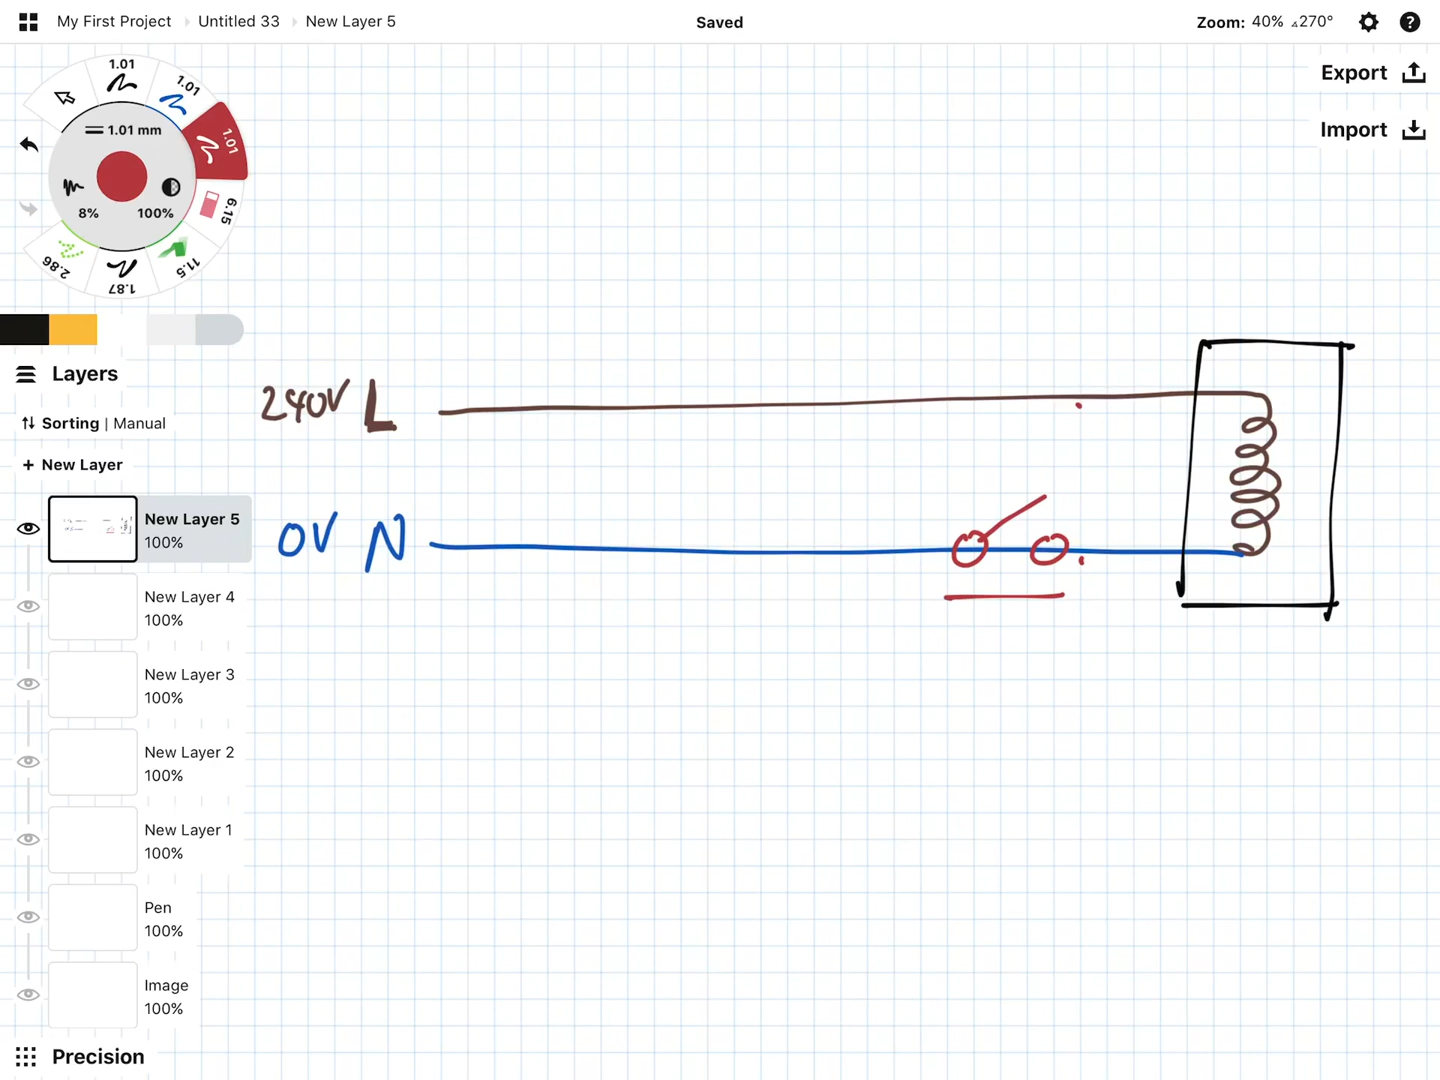 My First Project Untitled 33 New Layer 5
Saved
Zoom: 40% ⦟270°
Export
Import
1.01
1.01
1.01
6.15
11.5
1.87
2.86
1.01 mm
8% 100%
Layers
Sorting | Manual
+ New Layer
New Layer 5
100%
New Layer 4
100%
New Layer 3
100%
New Layer 2
100%
New Layer 1
100%
Pen
100%
Image
100%
Precision
240V L
0V N